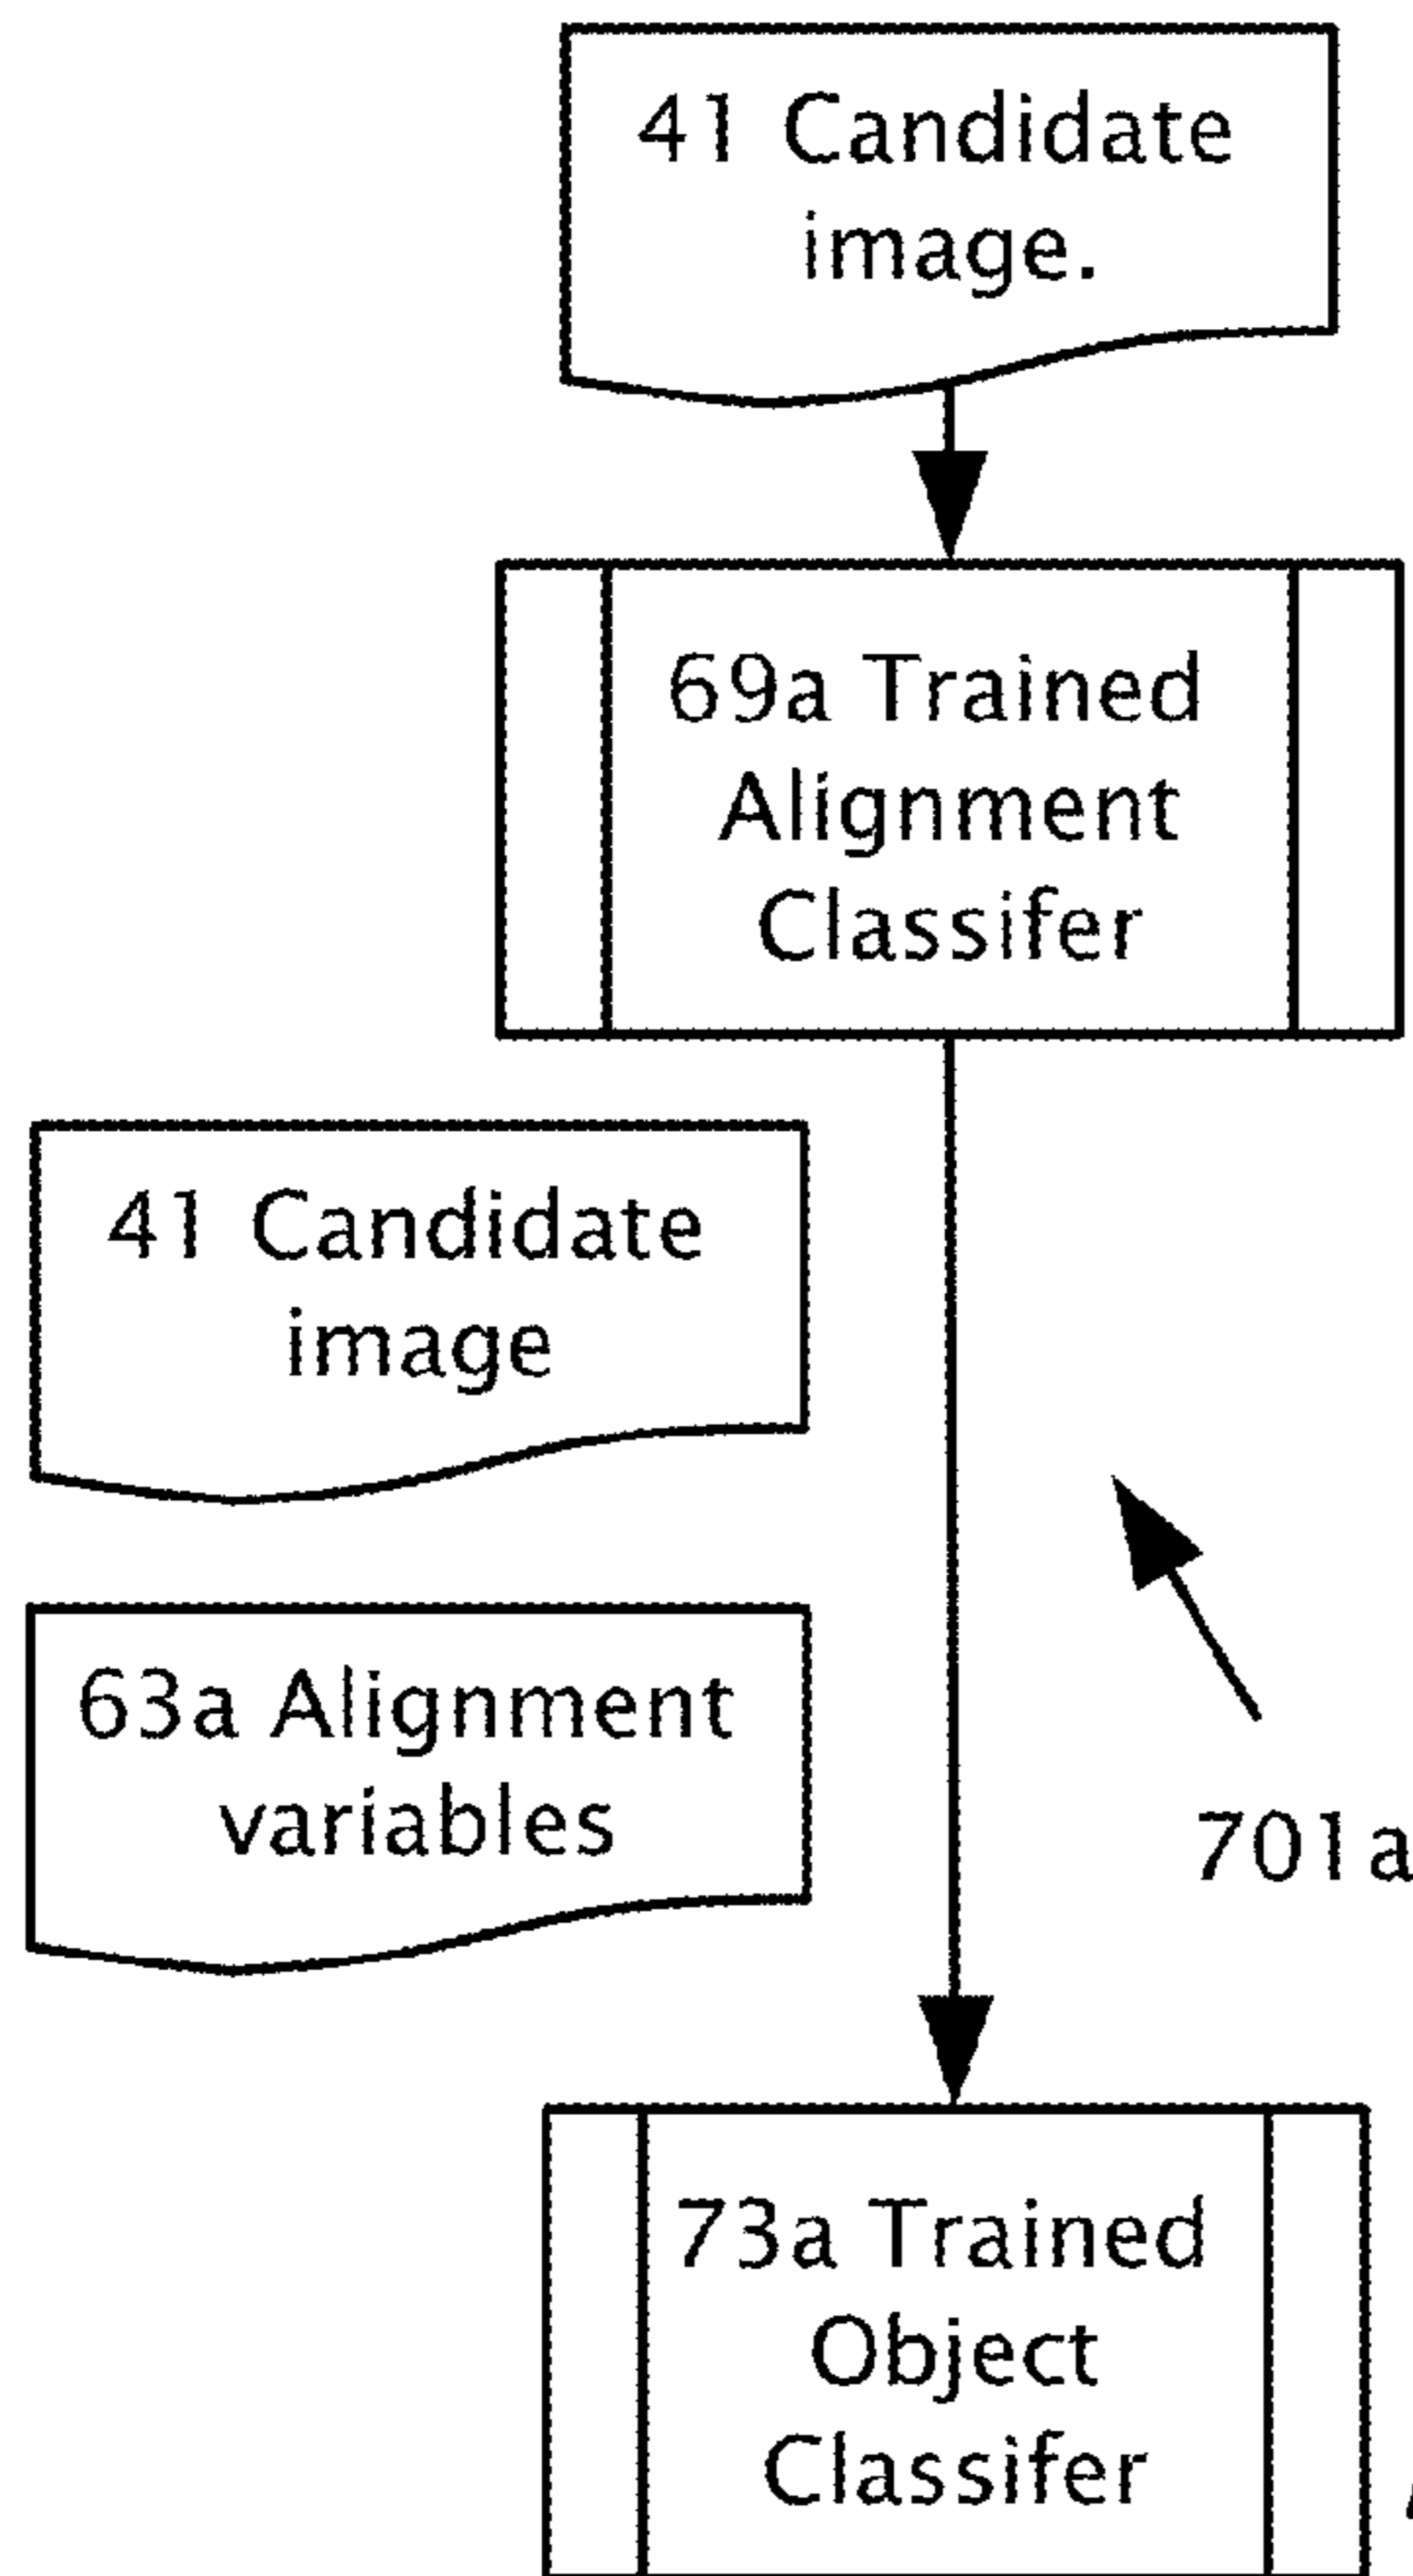 41 Candidate
image.
69a Trained
Alignment
Classifer
41 Candidate
image
63a Alignment
variables
701a
73a Trained
Object
Classifer